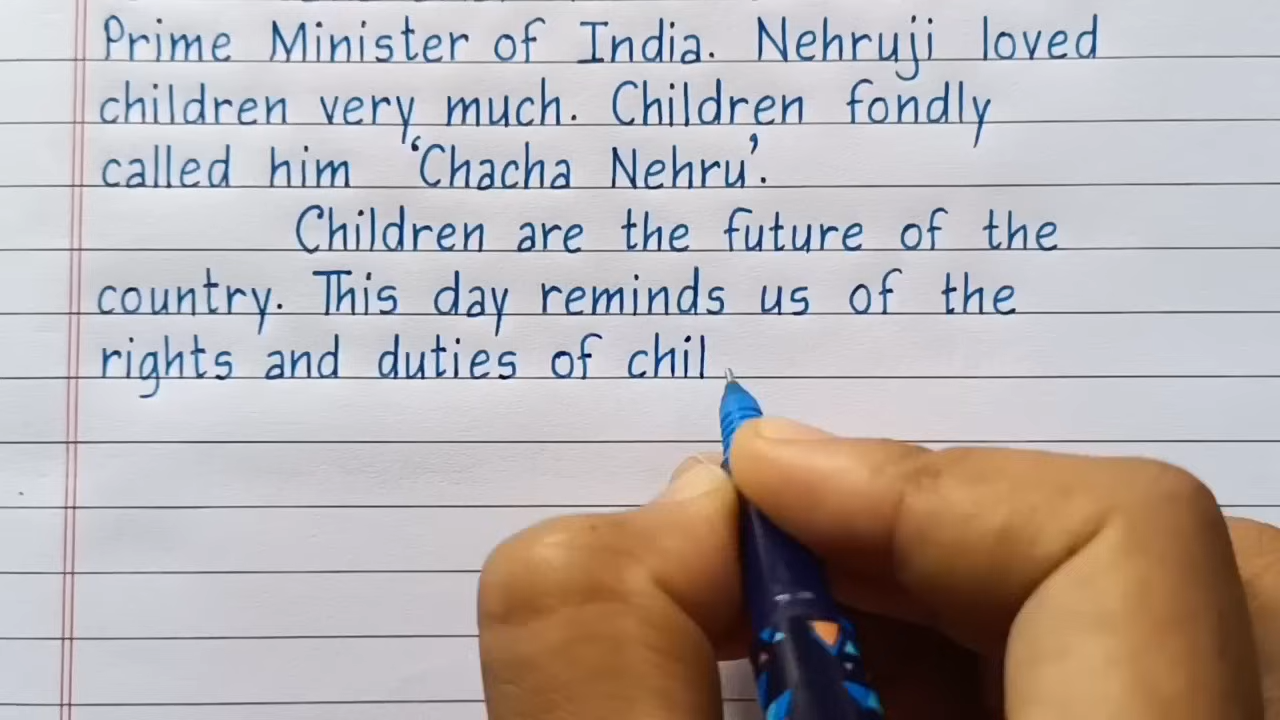 Prime Minister of India. Nehruji loved
children very much. Children fondly
called him 'Chacha Nehru'.
Children are the future of the
country. This day reminds us of the
rights and duties of chil